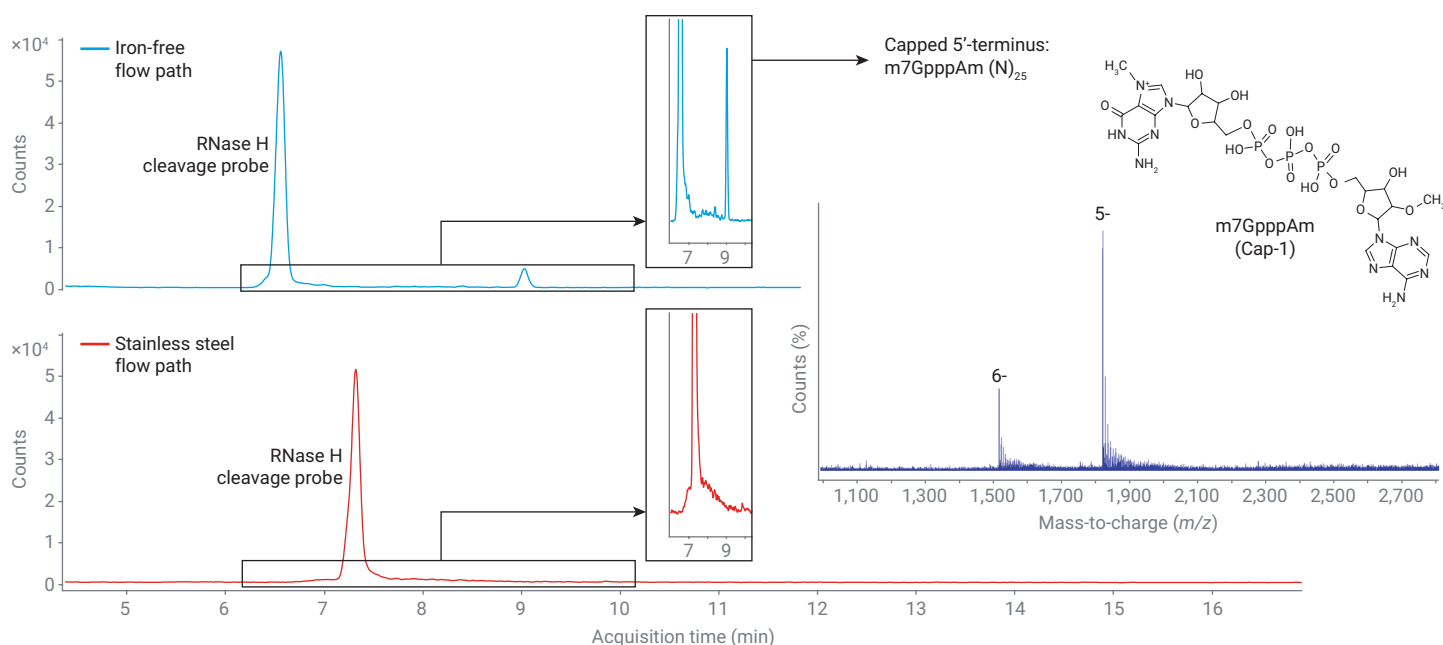 ×10⁴
Iron-free
flow path
5
4
3
2
1
0
Counts
RNase H
cleavage probe
7 9
Capped 5’-terminus:
m7GpppAm (N)₂₅
H₃C
N⁺
N
OH
OH
O
HN
N
NH₂
O
O
O
OH
O
HO P
P
P
O
O
O
HO
O
OH
O
O
CH₃
N
N
N
N
NH₂
m7GpppAm
(Cap-1)
×10⁴
Stainless steel
flow path
5
4
3
2
1
0
Counts
RNase H
cleavage probe
7 9
5 6 7 8 9 10 11 12 13 14 15 16
Acquisition time (min)
Counts (%)
6-
5-
1,100 1,300 1,500 1,700 1,900 2,100 2,300 2,500 2,700
Mass-to-charge (m/z)